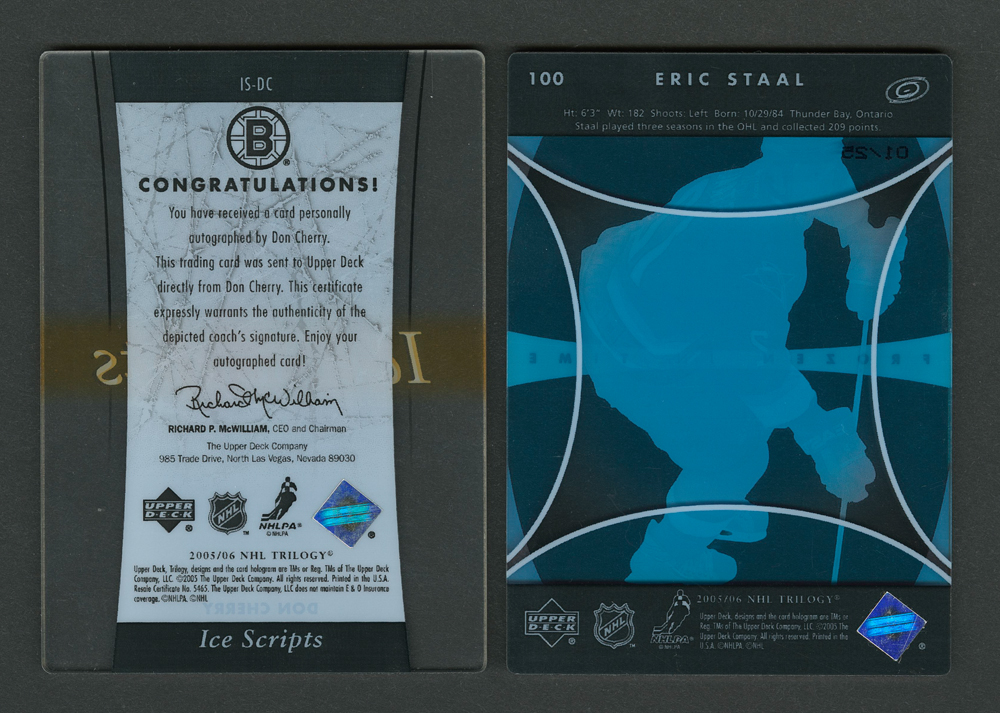 IS-DC
B
CONGRATULATIONS!
You have received a card personally
autographed by Don Cherry.
This trading card was sent to Upper Deck
directly from Don Cherry. This certificate
expressly warrants the authenticity of the
depicted coach's signature. Enjoy your
autographed card!
Richard P McWilliam
RICHARD P. McWILLIAM, CEO and Chairman
The Upper Deck Company
985 Trade Drive, North Las Vegas, Nevada 89030
UPPER
D·E·C·K
NHL
NHLPA®
©NHLPA
2005/06 NHL TRILOGY®
Upper Deck, Trilogy, designs and the card hologram are TMs or Reg. TMs of The Upper Deck
Company, LLC. ©2005 The Upper Deck Company. All rights reserved. Printed in the U.S.A.
Resale Certificate No. 5465. The Upper Deck Company, LLC does not maintain E & O Insurance
coverage. ©NHLPA. ©NHL
DON CHERRY
Ice Scripts
100 ERIC STAAL
Ht: 6'3" Wt: 182 Shoots: Left Born: 10/29/84 Thunder Bay, Ontario
Staal played three seasons in the OHL and collected 209 points.
01/25
UPPER
D·E·C·K
NHL
NHLPA®
©NHLPA
2005/06 NHL TRILOGY®
Upper Deck, designs and the card hologram are TMs or
Reg. TMs of The Upper Deck Company, LLC. ©2005 The
Upper Deck Company. All rights reserved. Printed in the
U.S.A. ©NHLPA. ©NHL